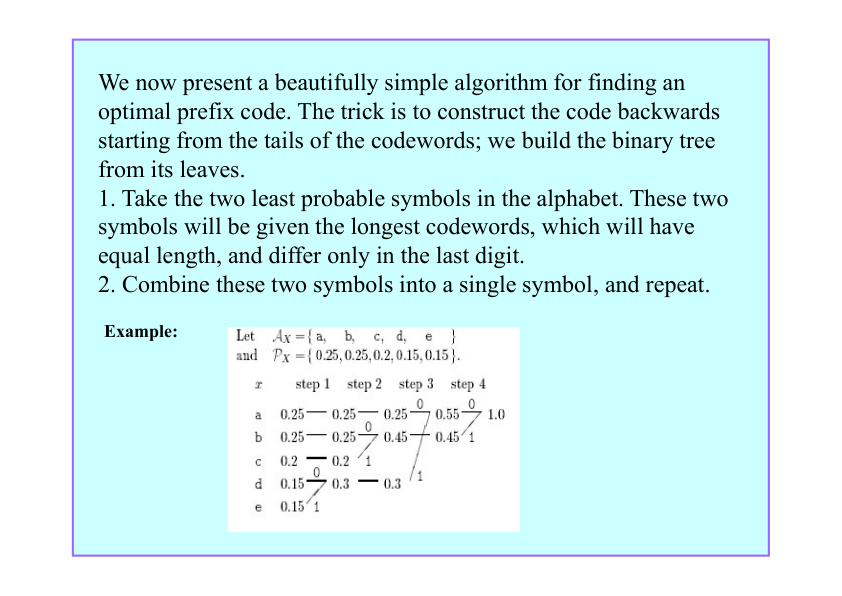 We now present a beautifully simple algorithm for finding an
optimal prefix code. The trick is to construct the code backwards
starting from the tails of the codewords; we build the binary tree
from its leaves.
1. Take the two least probable symbols in the alphabet. These two
symbols will be given the longest codewords, which will have
equal length, and differ only in the last digit.
2. Combine these two symbols into a single symbol, and repeat.
Example:
Let 𝒜X ={ a, b, c, d, e }
and 𝒫X ={ 0.25, 0.25, 0.2, 0.15, 0.15 }.
x step 1 step 2 step 3 step 4
0 0
a 0.25 0.25 0.25 0.55 1.0
0
b 0.25 0.25 0.45 0.45 1
c 0.2 0.2 1
0 1
d 0.15 0.3 0.3
e 0.15 1